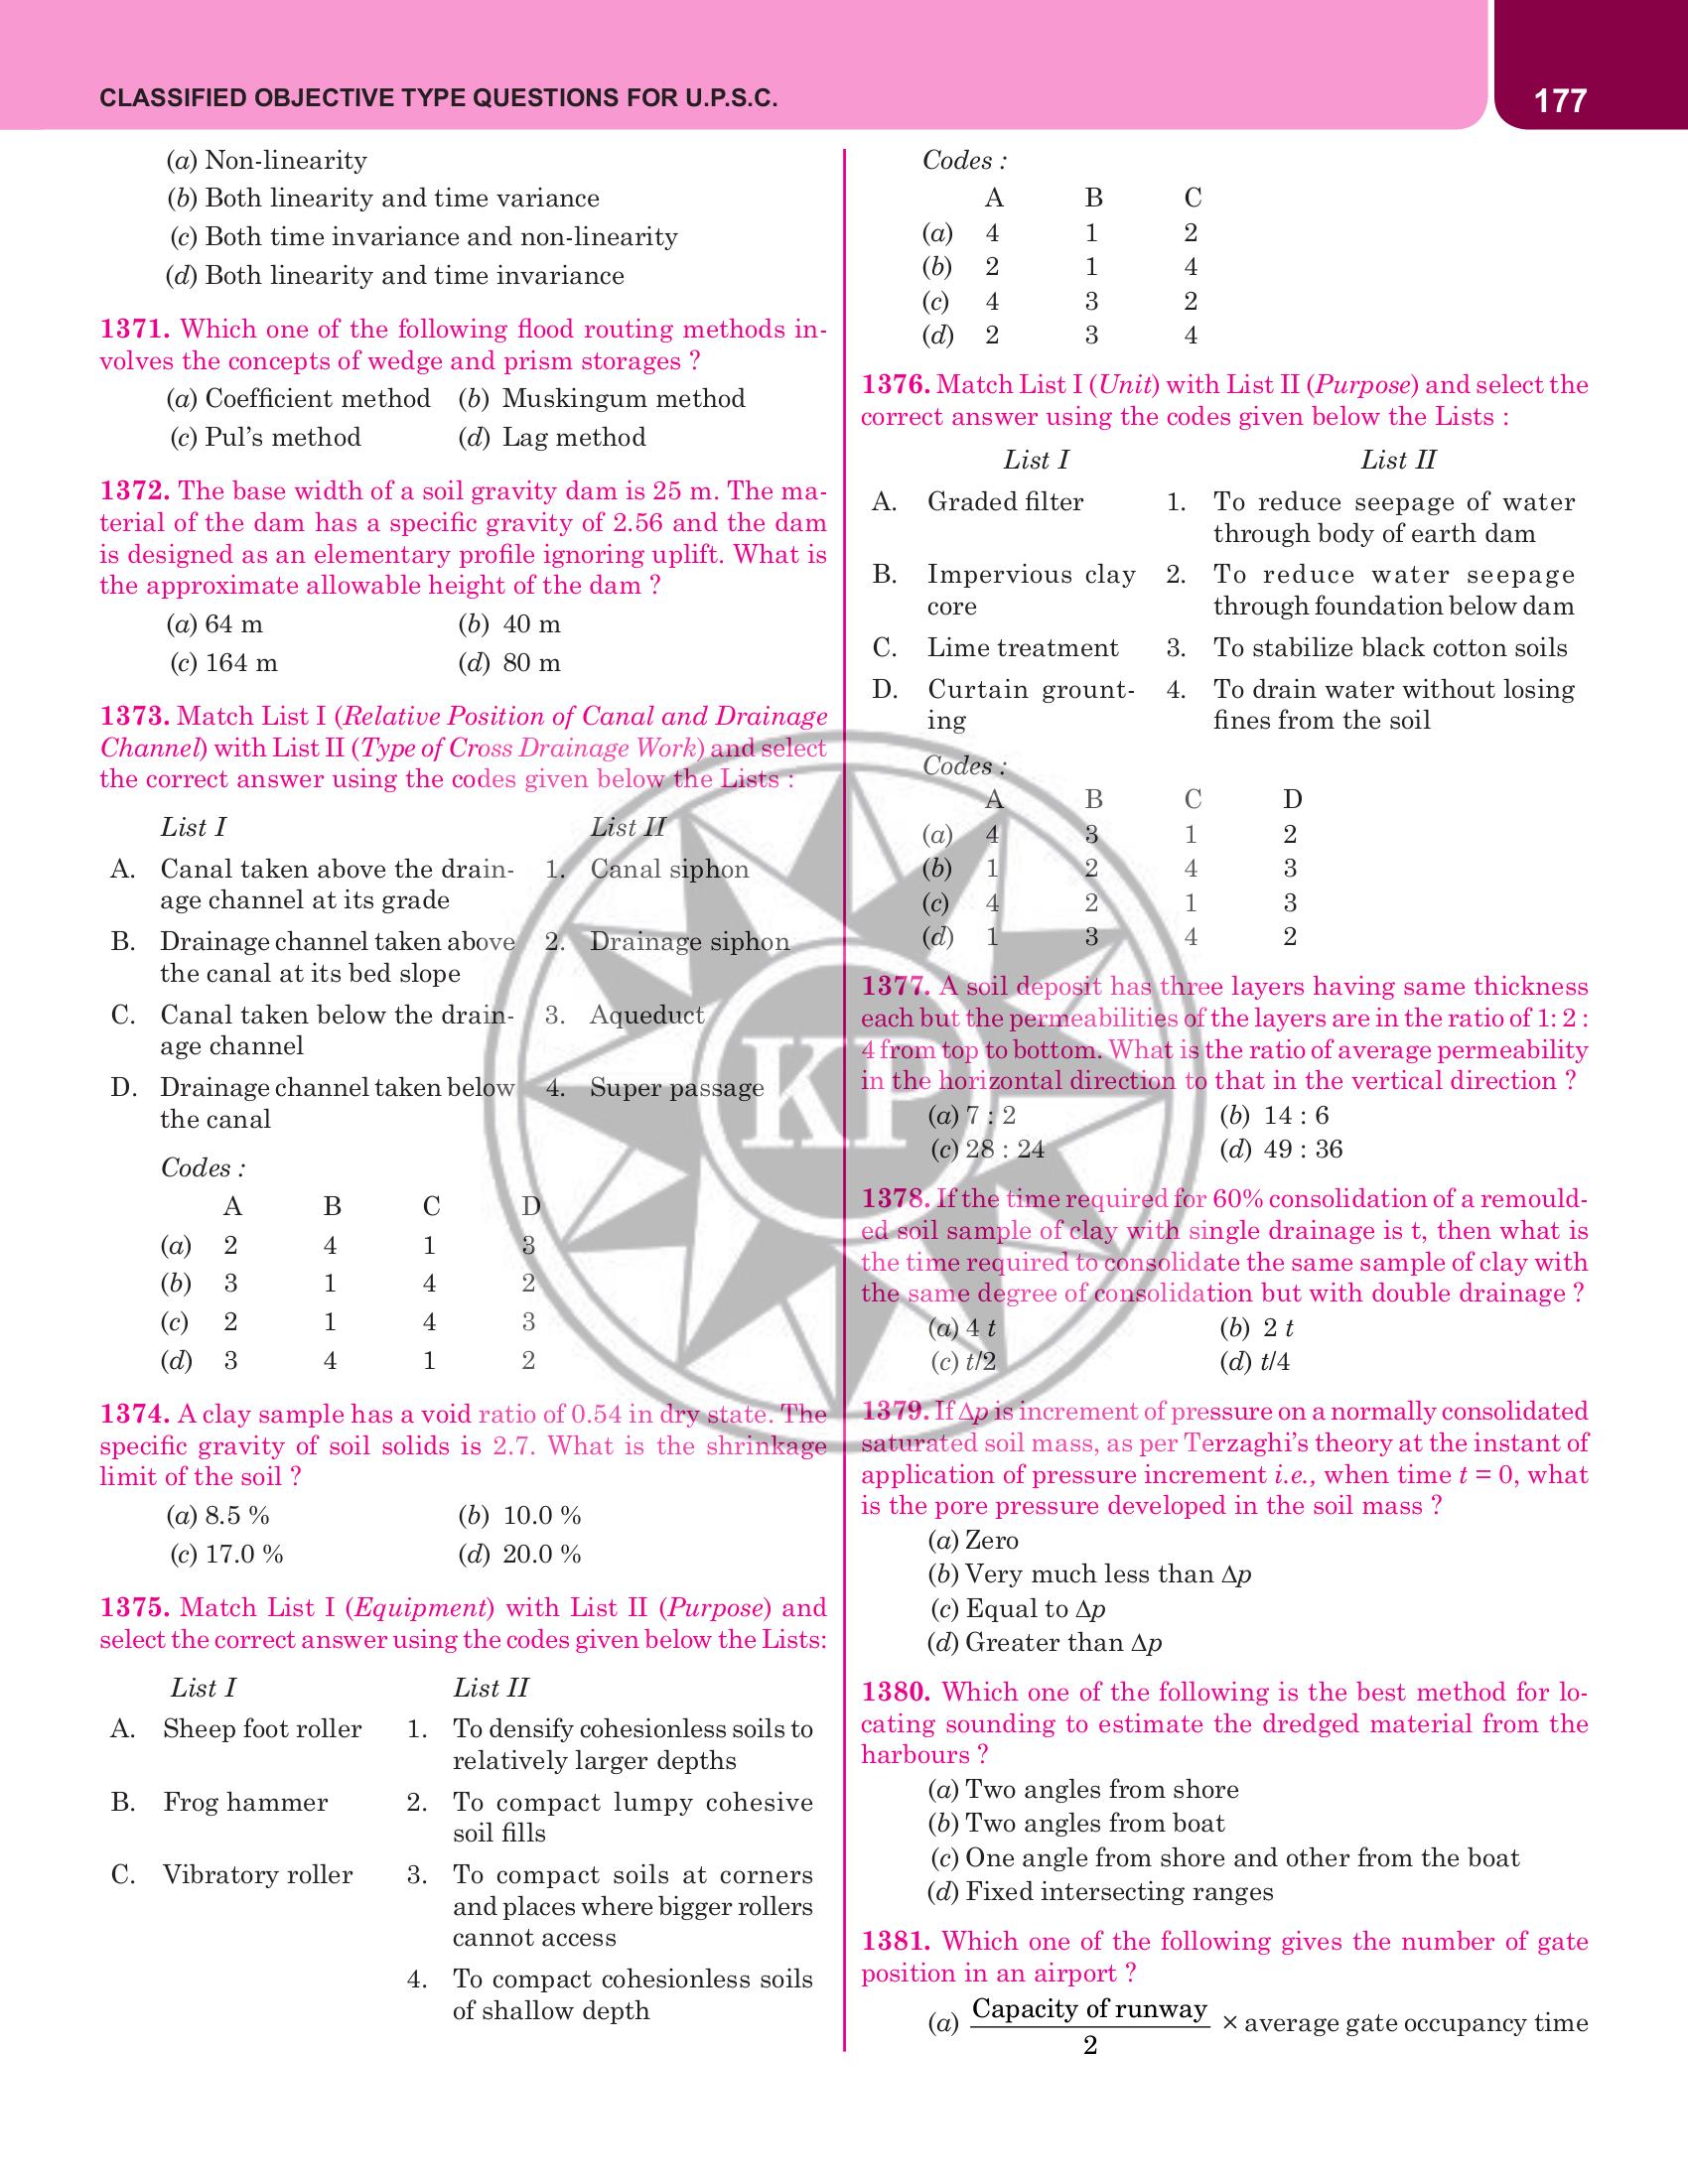 CLASSIFIED OBJECTIVE TYPE QUESTIONS FOR U.P.S.C.
177
(a) Non-linearity
(b) Both linearity and time variance
(c) Both time invariance and non-linearity
(d) Both linearity and time invariance
1371. Which one of the following flood routing methods in-
volves the concepts of wedge and prism storages ?
(a) Coefficient method (b) Muskingum method
(c) Pul's method (d) Lag method
1372. The base width of a soil gravity dam is 25 m. The ma-
terial of the dam has a specific gravity of 2.56 and the dam
is designed as an elementary profile ignoring uplift. What is
the approximate allowable height of the dam ?
(a) 64 m (b) 40 m
(c) 164 m (d) 80 m
1373. Match List I (Relative Position of Canal and Drainage
Channel) with List II (Type of Cross Drainage Work) and select
the correct answer using the codes given below the Lists :
List I List II
A. Canal taken above the drain- 1. Canal siphon
age channel at its grade
B. Drainage channel taken above 2. Drainage siphon
the canal at its bed slope
C. Canal taken below the drain- 3. Aqueduct
age channel
D. Drainage channel taken below 4. Super passage
the canal
Codes :
A B C D
(a) 2 4 1 3
(b) 3 1 4 2
(c) 2 1 4 3
(d) 3 4 1 2
1374. A clay sample has a void ratio of 0.54 in dry state. The
specific gravity of soil solids is 2.7. What is the shrinkage
limit of the soil ?
(a) 8.5 % (b) 10.0 %
(c) 17.0 % (d) 20.0 %
1375. Match List I (Equipment) with List II (Purpose) and
select the correct answer using the codes given below the Lists:
List I List II
A. Sheep foot roller 1. To densify cohesionless soils to
relatively larger depths
B. Frog hammer 2. To compact lumpy cohesive
soil fills
C. Vibratory roller 3. To compact soils at corners
and places where bigger rollers
cannot access
4. To compact cohesionless soils
of shallow depth
Codes :
A B C
(a) 4 1 2
(b) 2 1 4
(c) 4 3 2
(d) 2 3 4
1376. Match List I (Unit) with List II (Purpose) and select the
correct answer using the codes given below the Lists :
List I List II
A. Graded filter 1. To reduce seepage of water
through body of earth dam
B. Impervious clay 2. To reduce water seepage
core through foundation below dam
C. Lime treatment 3. To stabilize black cotton soils
D. Curtain grount- 4. To drain water without losing
ing fines from the soil
Codes :
A B C D
(a) 4 3 1 2
(b) 1 2 4 3
(c) 4 2 1 3
(d) 1 3 4 2
1377. A soil deposit has three layers having same thickness
each but the permeabilities of the layers are in the ratio of 1: 2 :
4 from top to bottom. What is the ratio of average permeability
in the horizontal direction to that in the vertical direction ?
(a) 7 : 2 (b) 14 : 6
(c) 28 : 24 (d) 49 : 36
1378. If the time required for 60% consolidation of a remould-
ed soil sample of clay with single drainage is t, then what is
the time required to consolidate the same sample of clay with
the same degree of consolidation but with double drainage ?
(a) 4 t (b) 2 t
(c) t/2 (d) t/4
1379. If Δp is increment of pressure on a normally consolidated
saturated soil mass, as per Terzaghi's theory at the instant of
application of pressure increment i.e., when time t = 0, what
is the pore pressure developed in the soil mass ?
(a) Zero
(b) Very much less than Δp
(c) Equal to Δp
(d) Greater than Δp
1380. Which one of the following is the best method for lo-
cating sounding to estimate the dredged material from the
harbours ?
(a) Two angles from shore
(b) Two angles from boat
(c) One angle from shore and other from the boat
(d) Fixed intersecting ranges
1381. Which one of the following gives the number of gate
position in an airport ?
(a) Capacity of runway / 2 × average gate occupancy time
KP